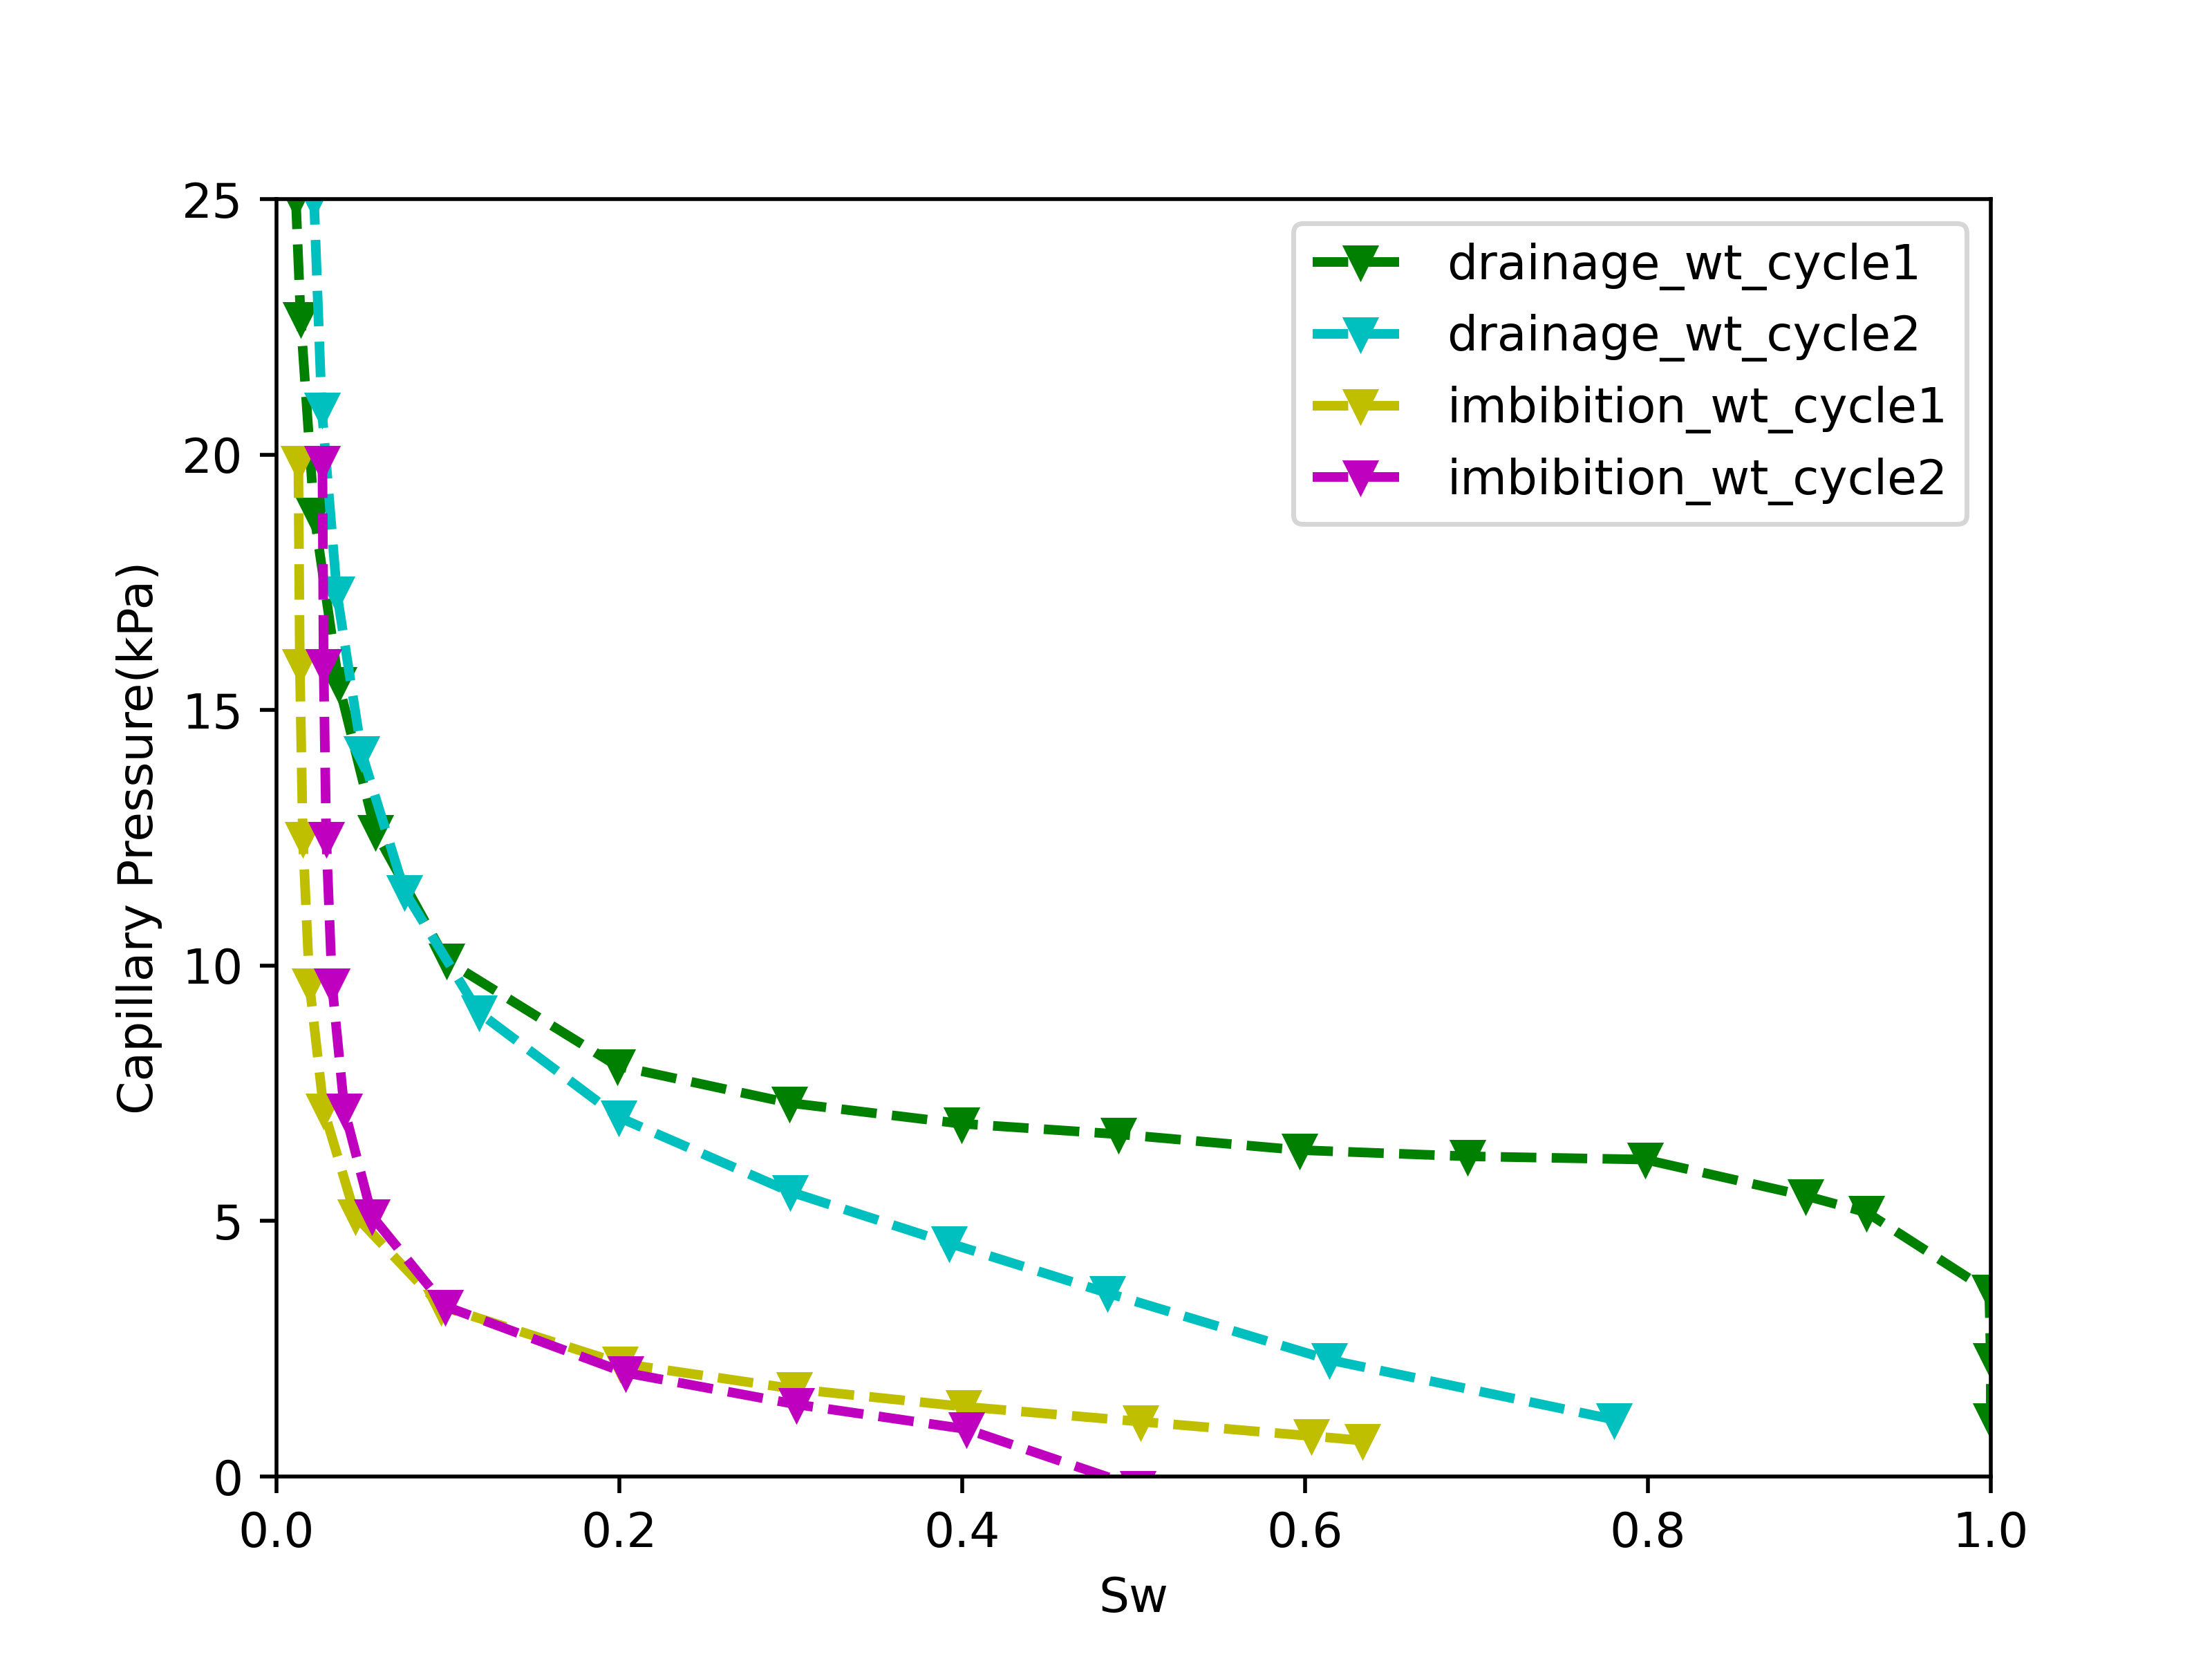 drainage_wt_cycle1
drainage_wt_cycle2
imbibition_wt_cycle1
imbibition_wt_cycle2
Capillary Pressure(kPa)
25
20
15
10
5
0
0.0 0.2 0.4 0.6 0.8 1.0
Sw